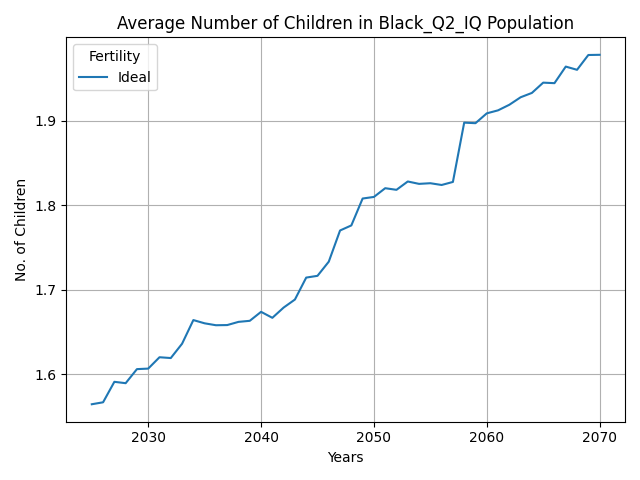 Average Number of Children in Black_Q2_IQ Population
Fertility
Ideal
No. of Children
1.9
1.8
1.7
1.6
2030 2040 2050 2060 2070
Years